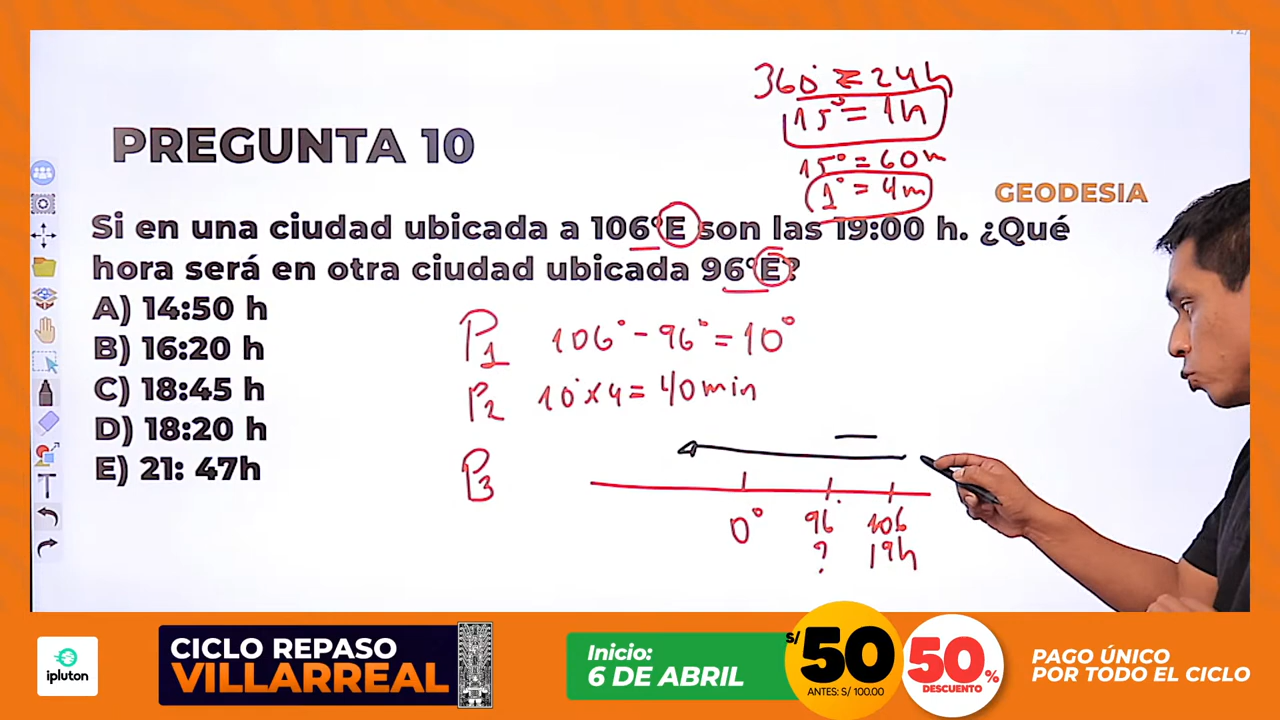 360° = 24h
15° = 1h
15° = 60m
1° = 4m
PREGUNTA 10
GEODESIA
Si en una ciudad ubicada a 106°E son las 19:00 h. ¿Qué
hora será en otra ciudad ubicada 96°E?
A) 14:50 h
B) 16:20 h
C) 18:45 h
D) 18:20 h
E) 21: 47h
P1 106° - 96° = 10°
P2 10° x 4 = 40min
P3
0° 96 106
? 19h
ipluton
CICLO REPASO
VILLARREAL
Inicio:
6 DE ABRIL
S/ 50
ANTES: S/ 100.00
50%
DESCUENTO
PAGO ÚNICO
POR TODO EL CICLO